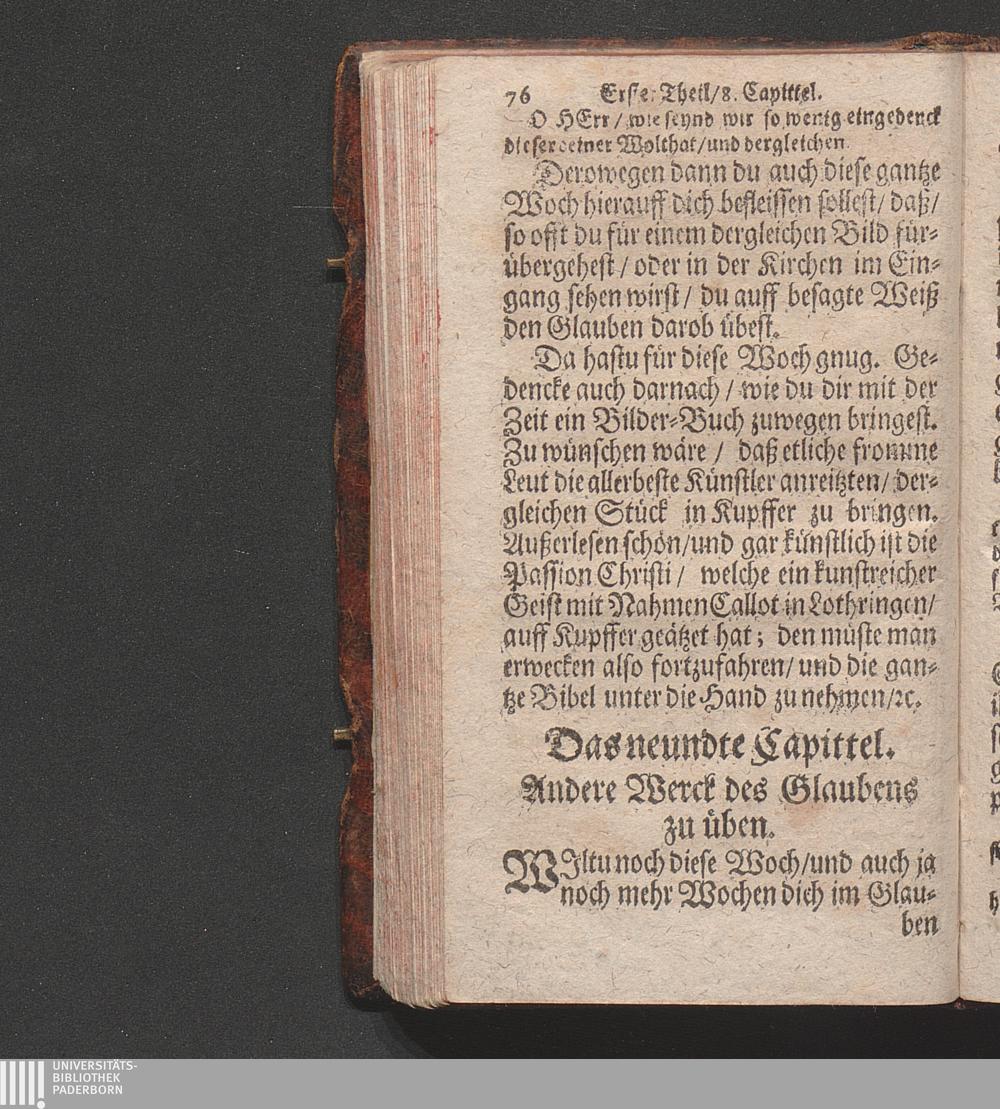 76 Erste Theil/8. Capittel.
O HErr/ wie seynd wir so wenig eingedenck
dieser deiner Wolthat/und dergleichen.
Derowegen dann du auch diese gantze
Woch hierauff dich befleissen sollest/ daß/
so offt du für einem dergleichen Bild für-
übergehest/ oder in der Kirchen im Ein-
gang sehen wirst/ du auff besagte Weiß
den Glauben darob übest.
Da hastu für diese Woch gnug. Ge-
dencke auch darnach/ wie du dir mit der
Zeit ein Bilder-Buch zuwegen bringest.
Zu wünschen wäre/ daß etliche fromme
Leut die allerbeste Künstler anreitzten/ der-
gleichen Stück in Kupffer zu bringen.
Außerlesen schön/und gar künstlich ist die
Passion Christi/ welche ein kunstreicher
Geist mit Nahmen Callot in Lothringen/
auff Kupffer geätzet hat; den müste man
erwecken also fortzufahren/ und die gan-
tze Bibel unter die Hand zu nehmen/ꝛc.
Das neundte Capittel.
Andere Werck des Glaubens
zu üben.
WIltu noch diese Woch/und auch ja
noch mehr Wochen dich im Glau-
ben
UNIVERSITÄTS-
BIBLIOTHEK
PADERBORN